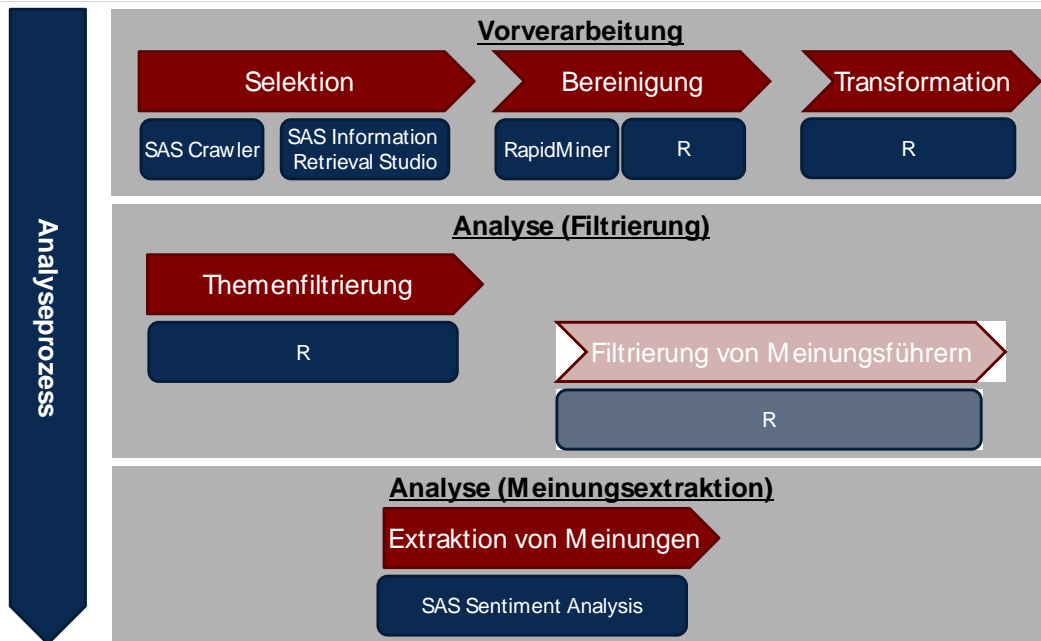 Analyseprozess
Vorverarbeitung
Selektion
Bereinigung
Transformation
SAS Crawler
SAS Information
Retrieval Studio
RapidMiner
R
R
Analyse (Filtrierung)
Themenfiltrierung
R
Filtrierung von Meinungsführern
R
Analyse (Meinungsextraktion)
Extraktion von Meinungen
SAS Sentiment Analysis